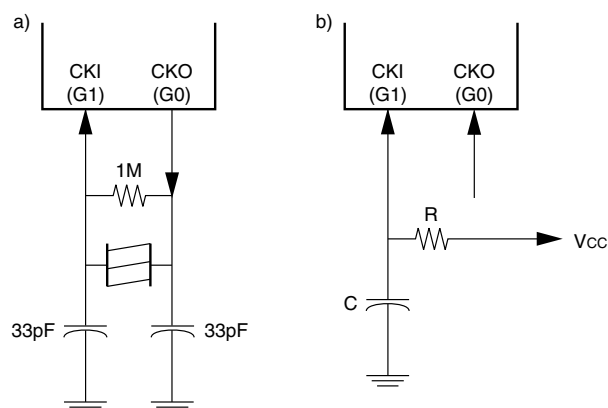 a)
CKI CKO
(G1) (G0)
1M
33pF 33pF
b)
CKI CKO
(G1) (G0)
R
VCC
C